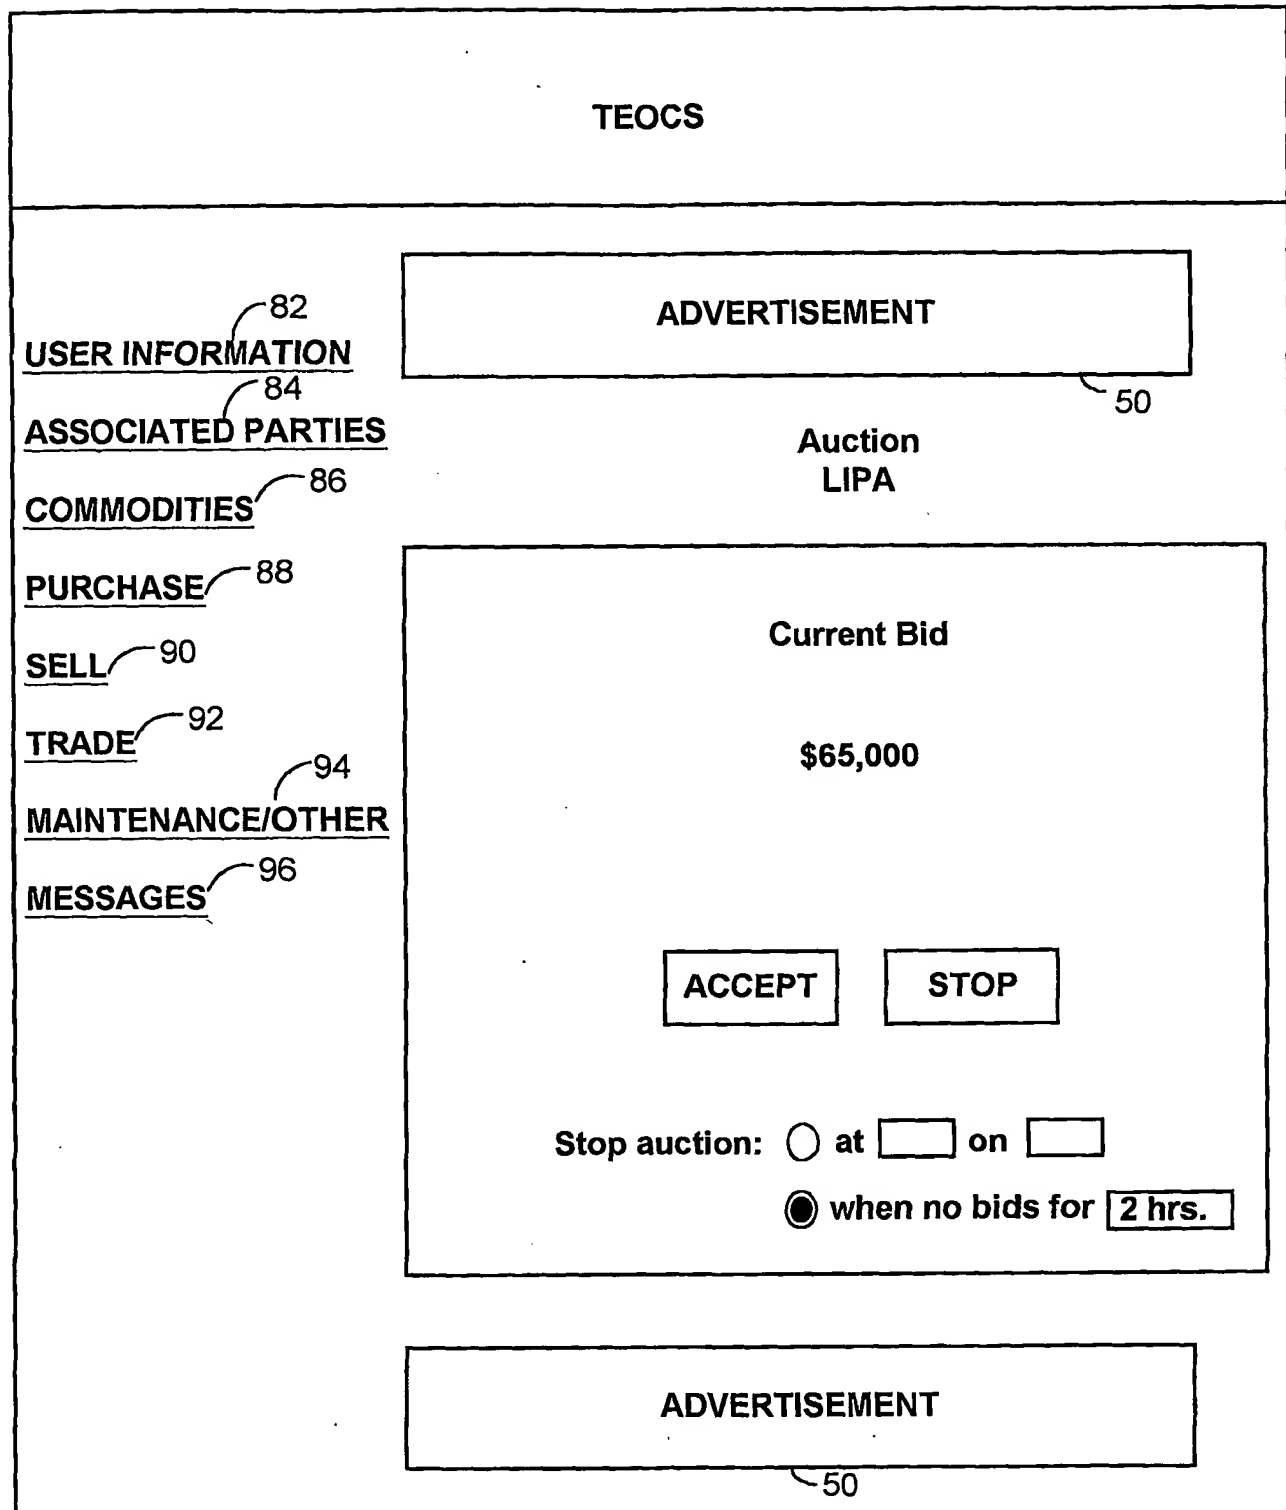 TEOCS
82
USER INFORMATION
84
ASSOCIATED PARTIES
86
COMMODITIES
88
PURCHASE
90
SELL
92
TRADE
94
MAINTENANCE/OTHER
96
MESSAGES
ADVERTISEMENT
50
Auction
LIPA
Current Bid
$65,000
ACCEPT STOP
Stop auction: at on
when no bids for 2 hrs.
ADVERTISEMENT
50